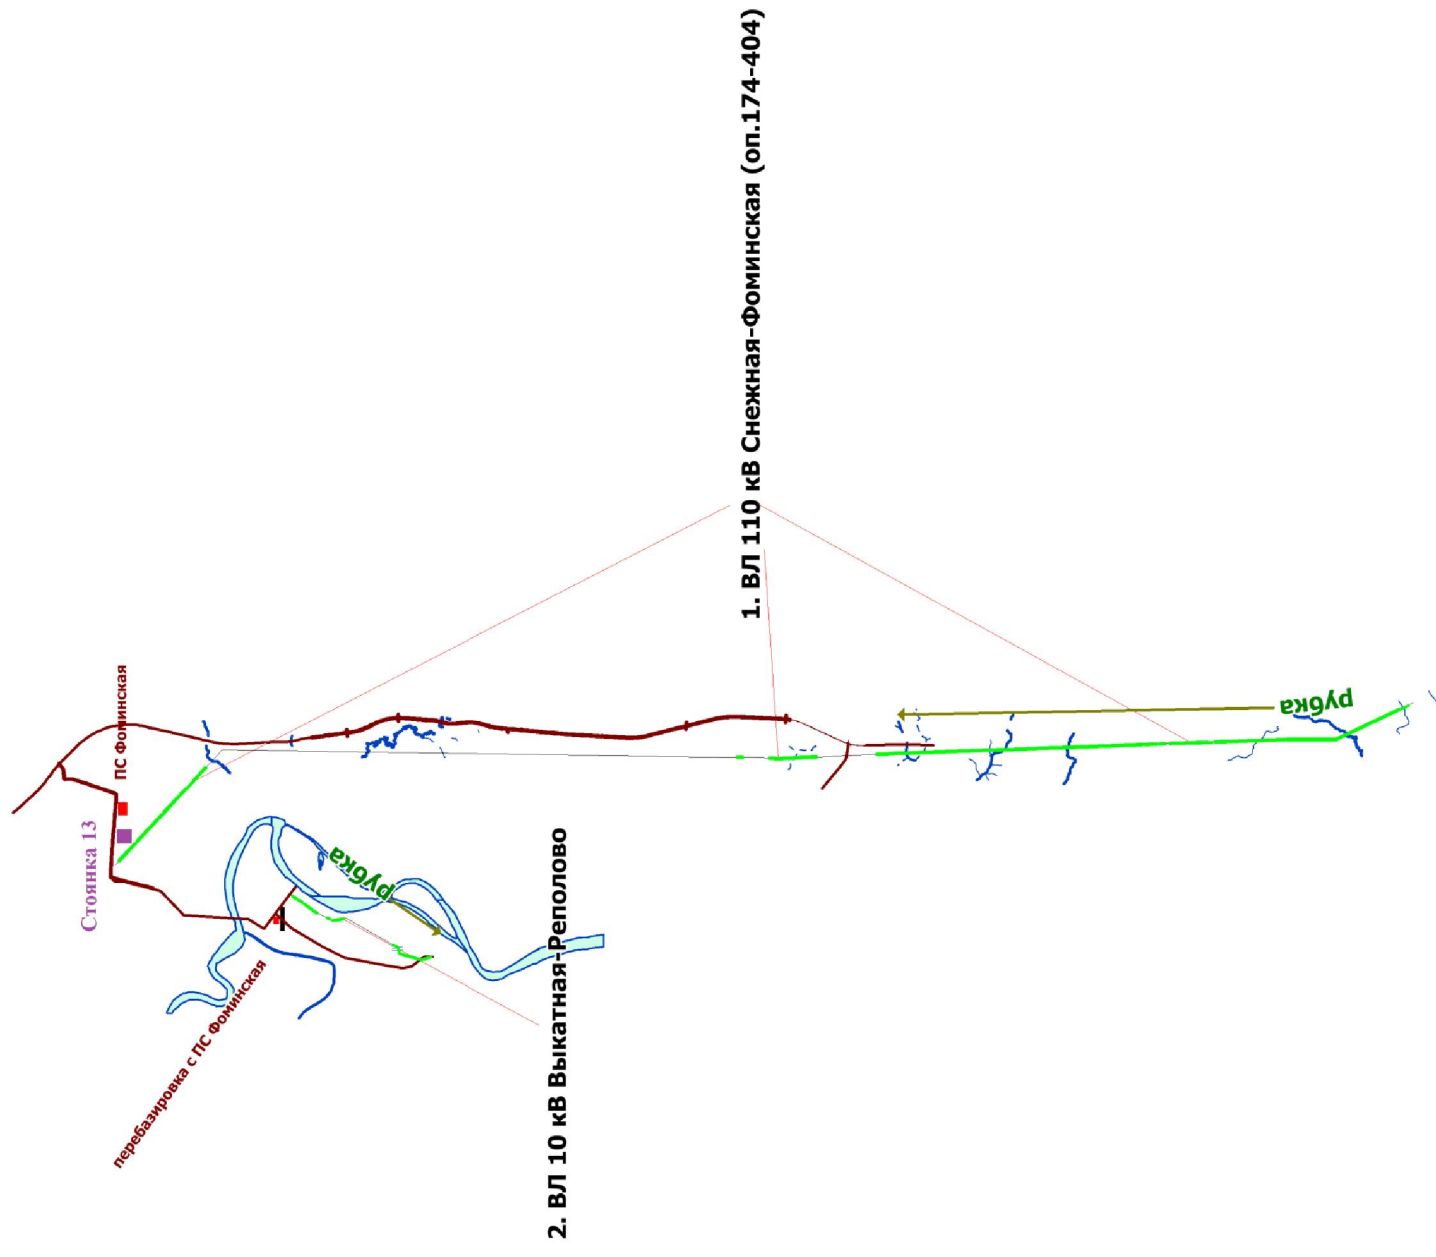 1. ВЛ 110 кВ Снежная-Фоминская (оп.174-404)
ПС Фоминская
Стоянка 13
рубка
рубка
перебазировка с ПС Фоминская
2. ВЛ 10 кВ Выкатная-Реполово